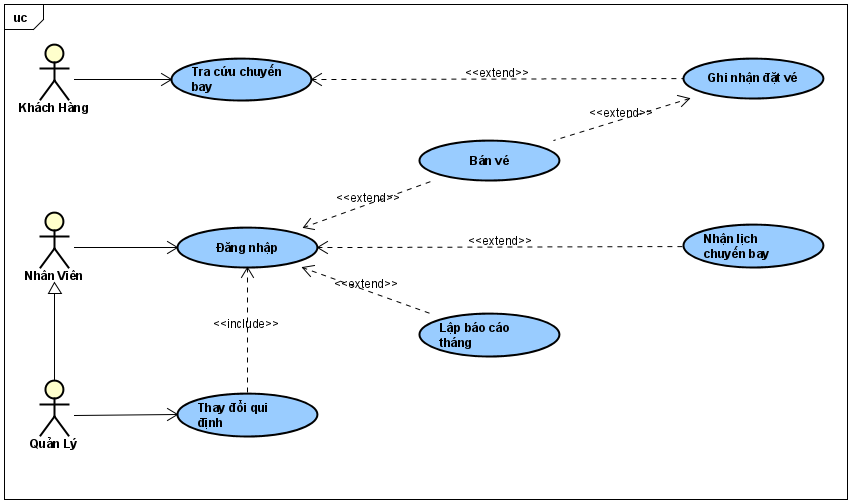 uc
Tra cứu chuyến
bay
<<extend>>
Ghi nhận đặt vé
Khách Hàng
<<extend>>
Bán vé
<<extend>>
Nhân Viên
Đăng nhập
<<extend>>
Nhận lịch
chuyến bay
<<extend>>
<<include>>
Lập báo cáo
tháng
Quản Lý
Thay đổi qui
định